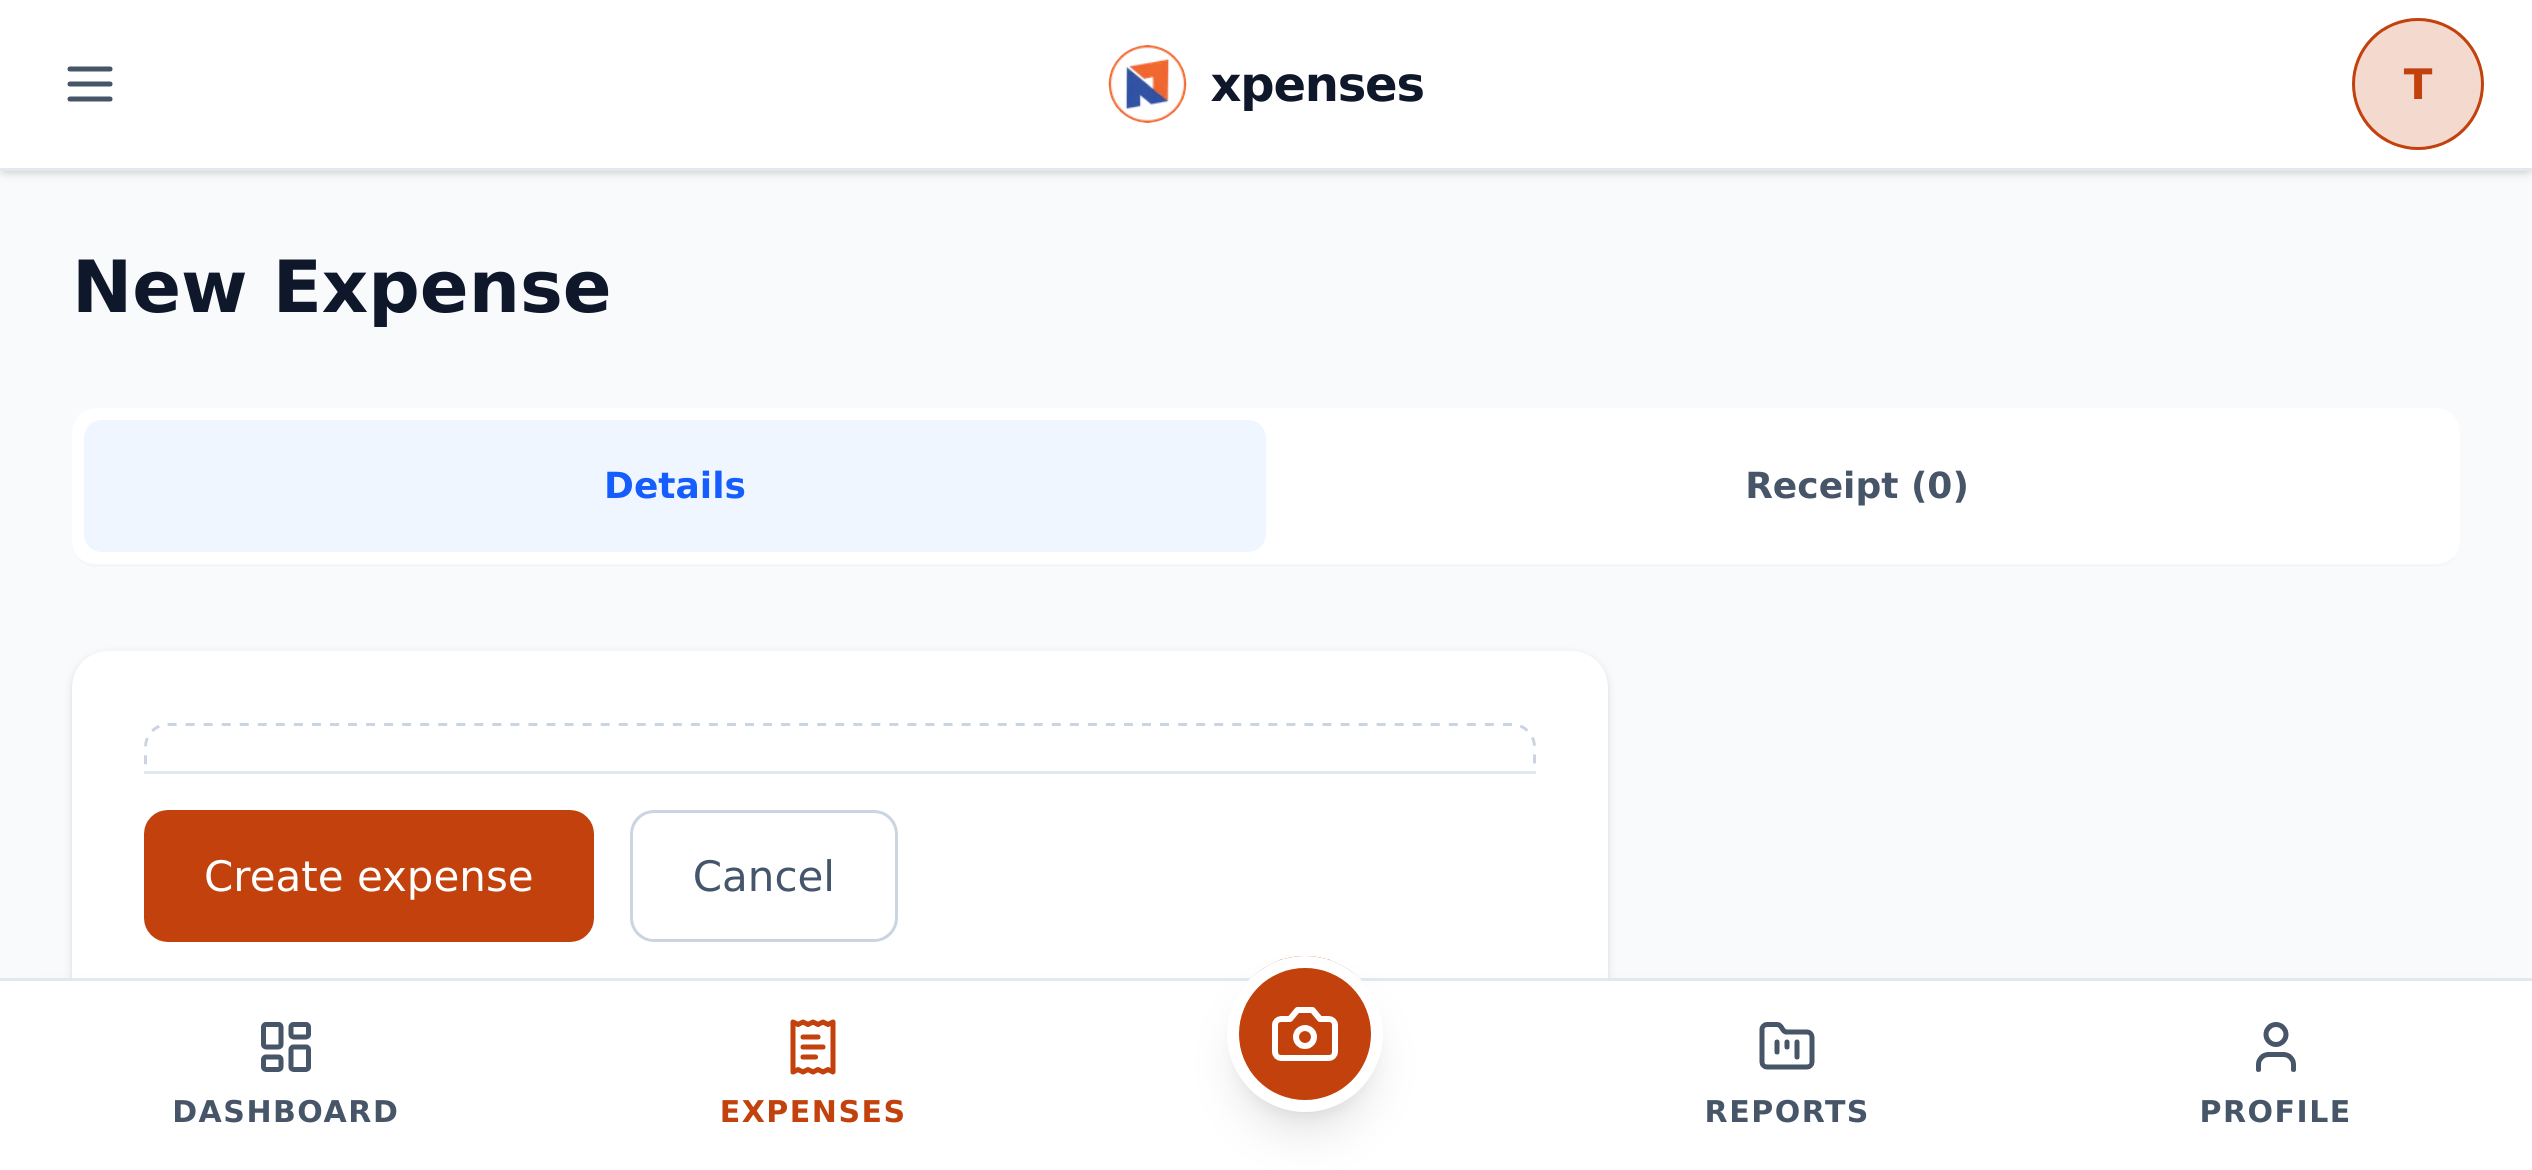 xpenses
T
New Expense
Details
Receipt (0)
Create expense
Cancel
DASHBOARD
EXPENSES
REPORTS
PROFILE